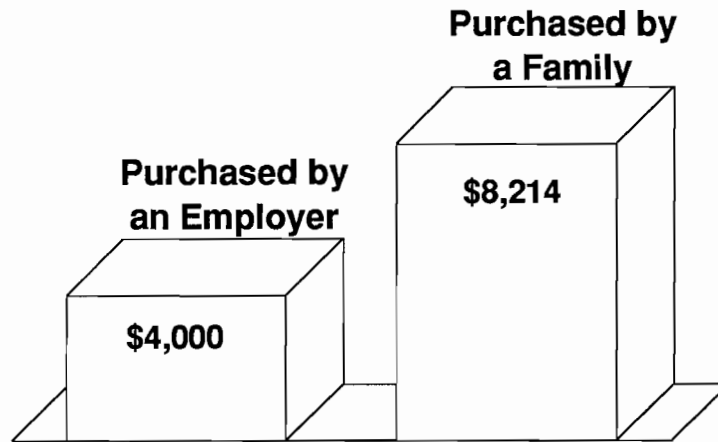 Purchased by
a Family
$8,214
Purchased by
an Employer
$4,000